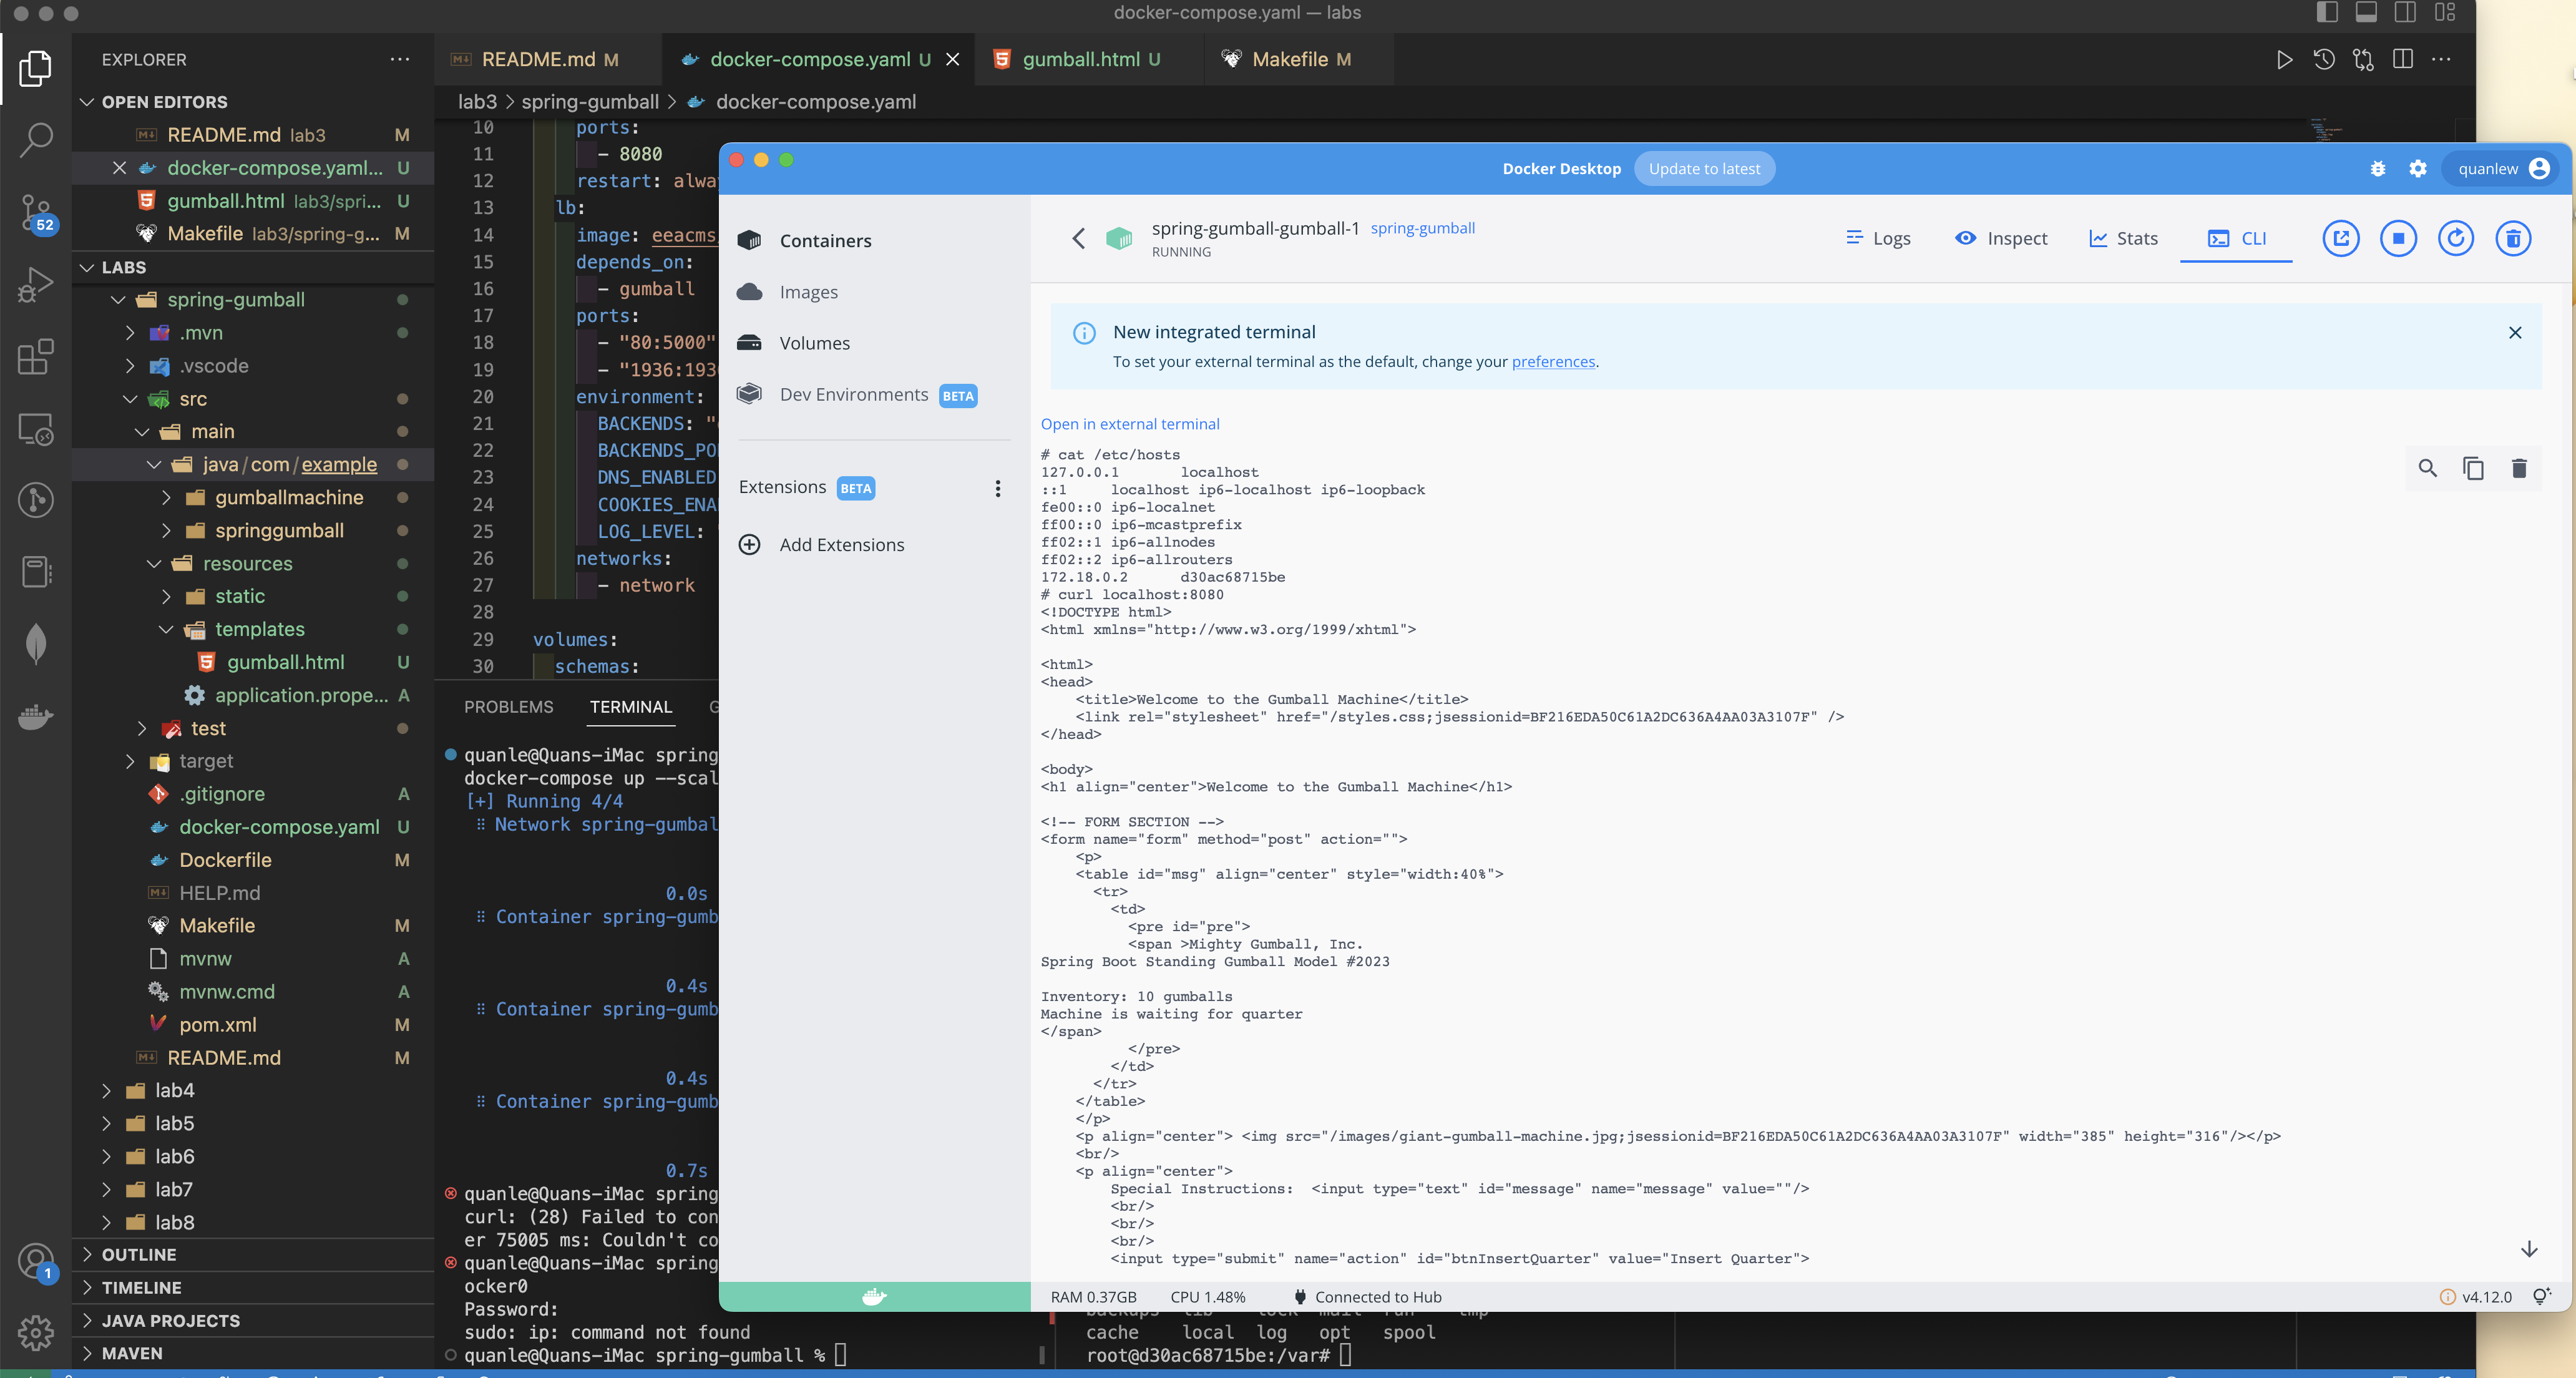 docker-compose.yaml — labs
EXPLORER
OPEN EDITORS
README.md lab3 M
docker-compose.yaml... U
gumball.html lab3/spri... U
Makefile lab3/spring-g... M
LABS
spring-gumball
.mvn
.vscode
src
main
java/com/example
gumballmachine
springgumball
resources
static
templates
gumball.html U
application.prope... A
test
target
.gitignore A
docker-compose.yaml U
Dockerfile M
HELP.md
Makefile M
mvnw A
mvnw.cmd A
pom.xml M
README.md M
lab4
lab5
lab6
lab7
lab8
OUTLINE
TIMELINE
JAVA PROJECTS
MAVEN
52
1
README.md M
docker-compose.yaml U
gumball.html U
Makefile M
lab3 > spring-gumball > docker-compose.yaml
10 ports:
11 - 8080
12 restart: alwa
13 lb:
14 image: eeacms
15 depends_on:
16 - gumball
17 ports:
18 - "80:5000"
19 - "1936:193
20 environment:
21 BACKENDS: "
22 BACKENDS_PO
23 DNS_ENABLED
24 COOKIES_ENA
25 LOG_LEVEL:
26 networks:
27 - network
28
29 volumes:
30 schemas:
PROBLEMS TERMINAL
quanle@Quans-iMac spring
docker-compose up --scal
[+] Running 4/4
⠿ Network spring-gumbal
0.0s
⠿ Container spring-gumb
0.4s
⠿ Container spring-gumb
0.4s
⠿ Container spring-gumb
0.7s
quanle@Quans-iMac spring
curl: (28) Failed to con
er 75005 ms: Couldn't co
quanle@Quans-iMac spring
ocker0
Password:
sudo: ip: command not found
quanle@Quans-iMac spring-gumball %
cache local log opt spool
root@d30ac68715be:/var#
Docker Desktop Update to latest
quanlew
Containers
Images
Volumes
Dev Environments BETA
Extensions BETA
Add Extensions
spring-gumball-gumball-1 spring-gumball
RUNNING
Logs Inspect Stats CLI
New integrated terminal
To set your external terminal as the default, change your preferences.
Open in external terminal
# cat /etc/hosts
127.0.0.1 localhost
::1 localhost ip6-localhost ip6-loopback
fe00::0 ip6-localnet
ff00::0 ip6-mcastprefix
ff02::1 ip6-allnodes
ff02::2 ip6-allrouters
172.18.0.2 d30ac68715be
# curl localhost:8080
<!DOCTYPE html>
<html xmlns="http://www.w3.org/1999/xhtml">
<html>
<head>
<title>Welcome to the Gumball Machine</title>
<link rel="stylesheet" href="/styles.css;jsessionid=BF216EDA50C61A2DC636A4AA03A3107F" />
</head>
<body>
<h1 align="center">Welcome to the Gumball Machine</h1>
<!-- FORM SECTION -->
<form name="form" method="post" action="">
<p>
<table id="msg" align="center" style="width:40%">
<tr>
<td>
<pre id="pre">
<span >Mighty Gumball, Inc.
Spring Boot Standing Gumball Model #2023
Inventory: 10 gumballs
Machine is waiting for quarter
</span>
</pre>
</td>
</tr>
</table>
</p>
<p align="center"> <img src="/images/giant-gumball-machine.jpg;jsessionid=BF216EDA50C61A2DC636A4AA03A3107F" width="385" height="316"/></p>
<br/>
<p align="center">
Special Instructions: <input type="text" id="message" name="message" value=""/>
<br/>
<br/>
<br/>
<input type="submit" name="action" id="btnInsertQuarter" value="Insert Quarter">
RAM 0.37GB CPU 1.48% Connected to Hub
v4.12.0